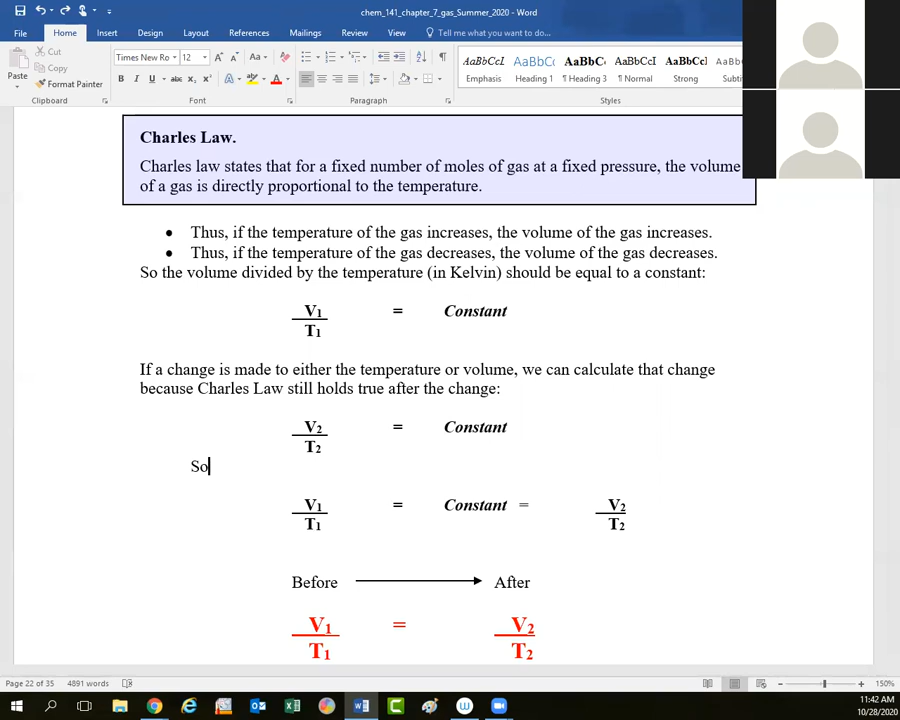 chem_141_chapter_7_gas_Summer_2020 - Word
File Home Insert Design Layout References Mailings Review View Tell me what you want to do...
Paste
Cut
Copy
Format Painter
Clipboard
Times New Ro 12
Font
Paragraph
AaBbCcI AaBbCc AaBbCc AaBbCcI AaBbCcI AaBbCc
Emphasis Heading 1 ¶ Heading 3 ¶ Normal Strong
Styles
Charles Law.
Charles law states that for a fixed number of moles of gas at a fixed pressure, the volume
of a gas is directly proportional to the temperature.
• Thus, if the temperature of the gas increases, the volume of the gas increases.
• Thus, if the temperature of the gas decreases, the volume of the gas decreases.
So the volume divided by the temperature (in Kelvin) should be equal to a constant:
V1 = Constant
T1
If a change is made to either the temperature or volume, we can calculate that change
because Charles Law still holds true after the change:
V2 = Constant
T2
So
V1 = Constant = V2
T1 T2
Before After
V1 = V2
T1 T2
Page 22 of 35 4891 words 150%
11:42 AM
10/28/2020